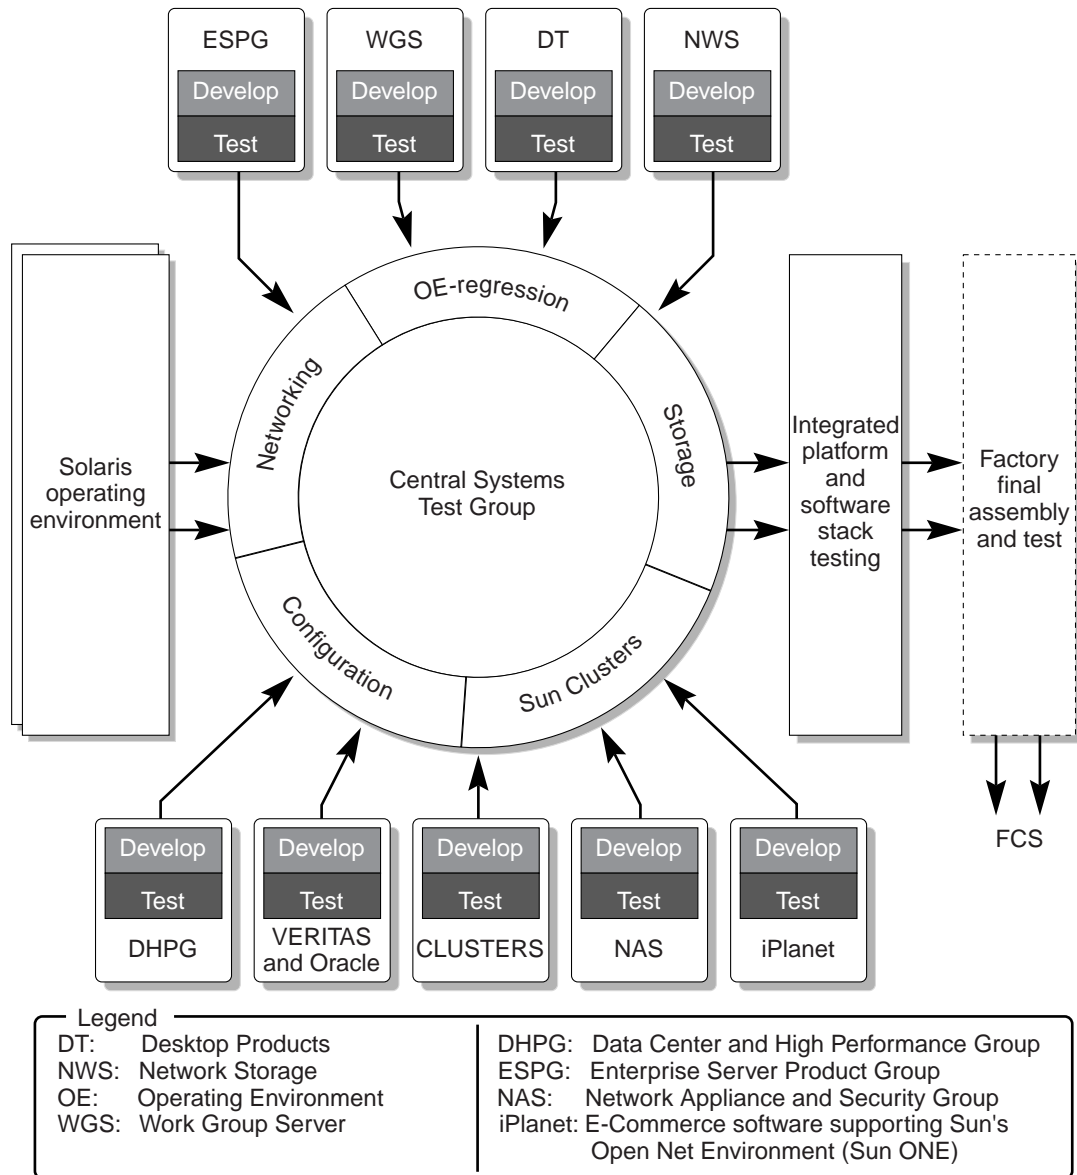 ESPG
Develop
Test
WGS
Develop
Test
DT
Develop
Test
NWS
Develop
Test
Solaris
operating
environment
OE-regression
Networking
Storage
Configuration
Sun Clusters
Central Systems
Test Group
Integrated
platform
and
software
stack
testing
Factory
final
assembly
and test
FCS
Develop
Test
DHPG
Develop
Test
VERITAS
and Oracle
Develop
Test
CLUSTERS
Develop
Test
NAS
Develop
Test
iPlanet
Legend
DT: Desktop Products
NWS: Network Storage
OE: Operating Environment
WGS: Work Group Server
DHPG: Data Center and High Performance Group
ESPG: Enterprise Server Product Group
NAS: Network Appliance and Security Group
iPlanet: E-Commerce software supporting Sun's
Open Net Environment (Sun ONE)